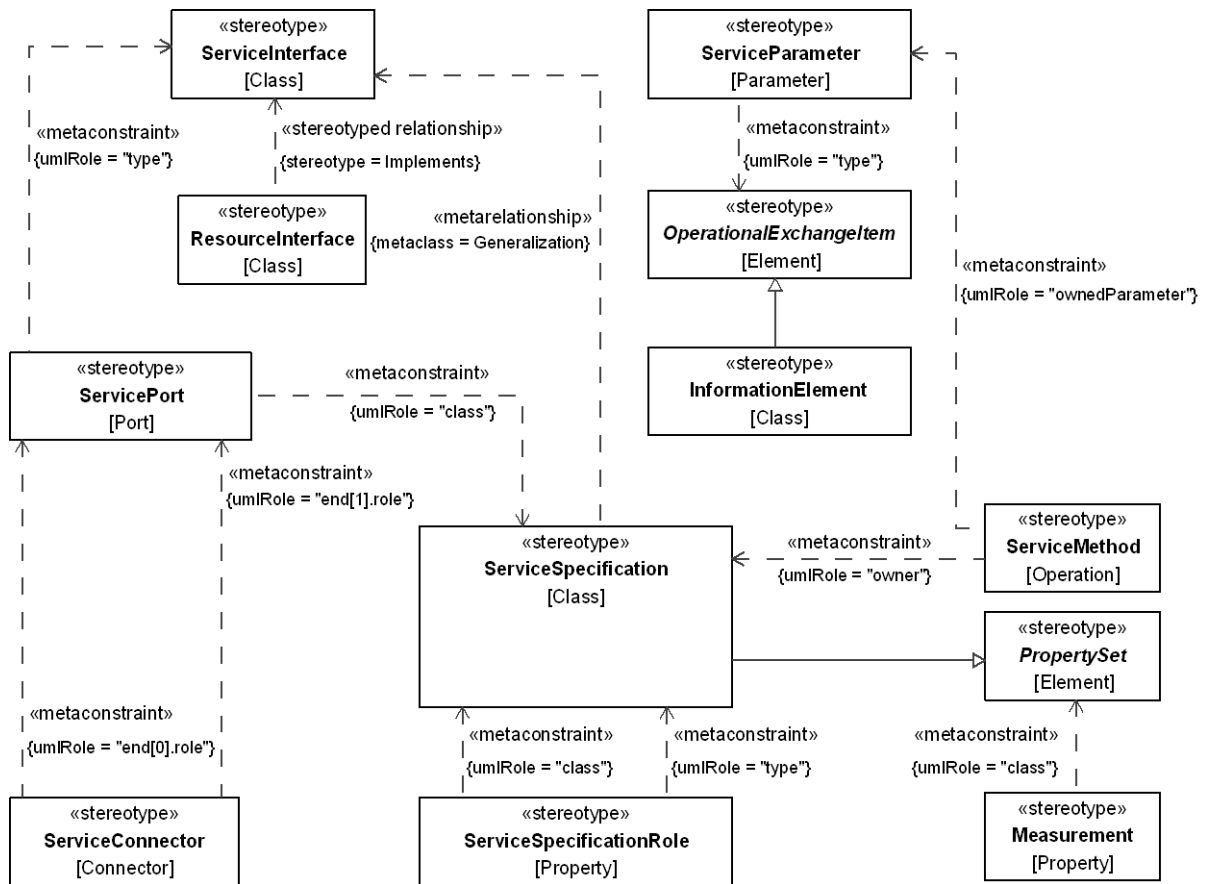 «stereotype»
ServiceInterface
[Class]
«stereotype»
ServiceParameter
[Parameter]
«metaconstraint»
{umlRole = "type"}
«stereotyped relationship»
{stereotype = Implements}
«metaconstraint»
{umlRole = "type"}
«stereotype»
ResourceInterface
[Class]
«metarelationship»
{metaclass = Generalization}
«stereotype»
OperationalExchangeItem
[Element]
«metaconstraint»
{umlRole = "ownedParameter"}
«stereotype»
ServicePort
[Port]
«metaconstraint»
{umlRole = "class"}
«stereotype»
InformationElement
[Class]
«metaconstraint»
{umlRole = "end[1].role"}
«stereotype»
ServiceSpecification
[Class]
«metaconstraint»
{umlRole = "owner"}
«stereotype»
ServiceMethod
[Operation]
«stereotype»
PropertySet
[Element]
«metaconstraint»
{umlRole = "end[0].role"}
«metaconstraint»
{umlRole = "class"}
«metaconstraint»
{umlRole = "type"}
«metaconstraint»
{umlRole = "class"}
«stereotype»
ServiceConnector
[Connector]
«stereotype»
ServiceSpecificationRole
[Property]
«stereotype»
Measurement
[Property]